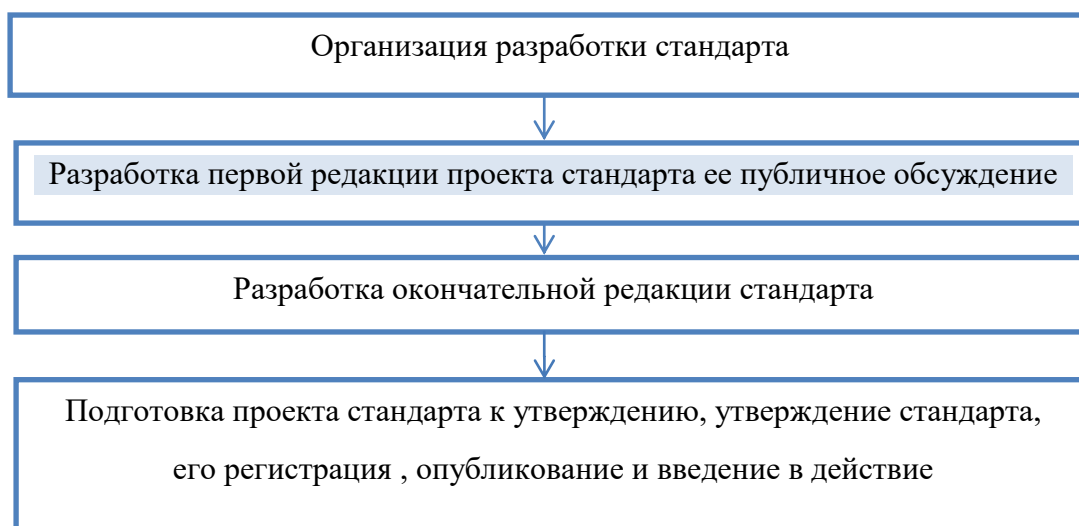 Организация разработки стандарта
Разработка первой редакции проекта стандарта ее публичное обсуждение
Разработка окончательной редакции стандарта
Подготовка проекта стандарта к утверждению, утверждение стандарта,
его регистрация , опубликование и введение в действие